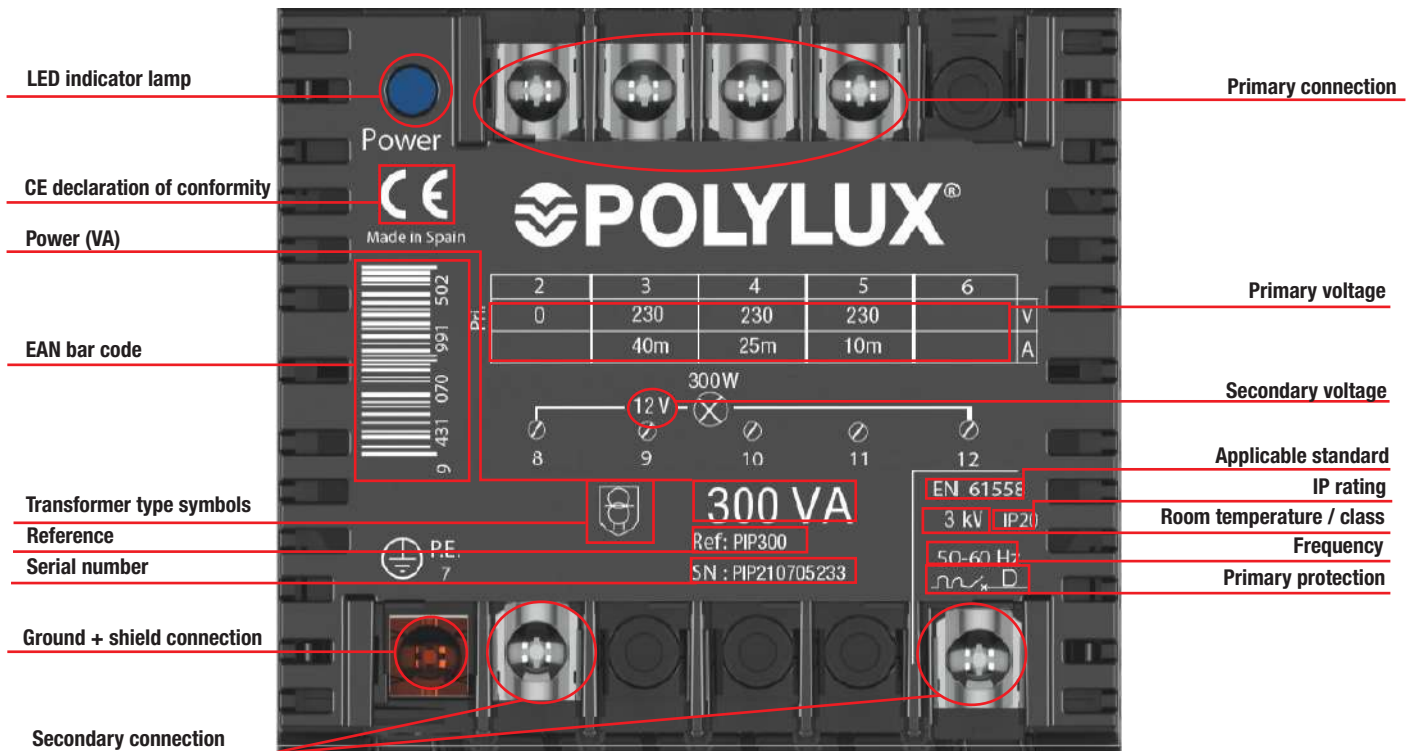 LED indicator lamp
Primary connection
Power
CE declaration of conformity
CE
Made in Spain
POLYLUX®
Power (VA)
2 3 4 5 6
Primary voltage
0 230 230 230 V
40m 25m 10m A
EAN bar code
9 431 070 991 502
300W
Secondary voltage
12 V
8 9 10 11 12
Applicable standard
EN 61558
IP rating
3 kV IP20
Room temperature / class
Transformer type symbols
300 VA
Reference
Ref: PIP300
Frequency
50-60 Hz
Serial number
SN : PIP210705233
Primary protection
D
P.E.
7
Ground + shield connection
Secondary connection